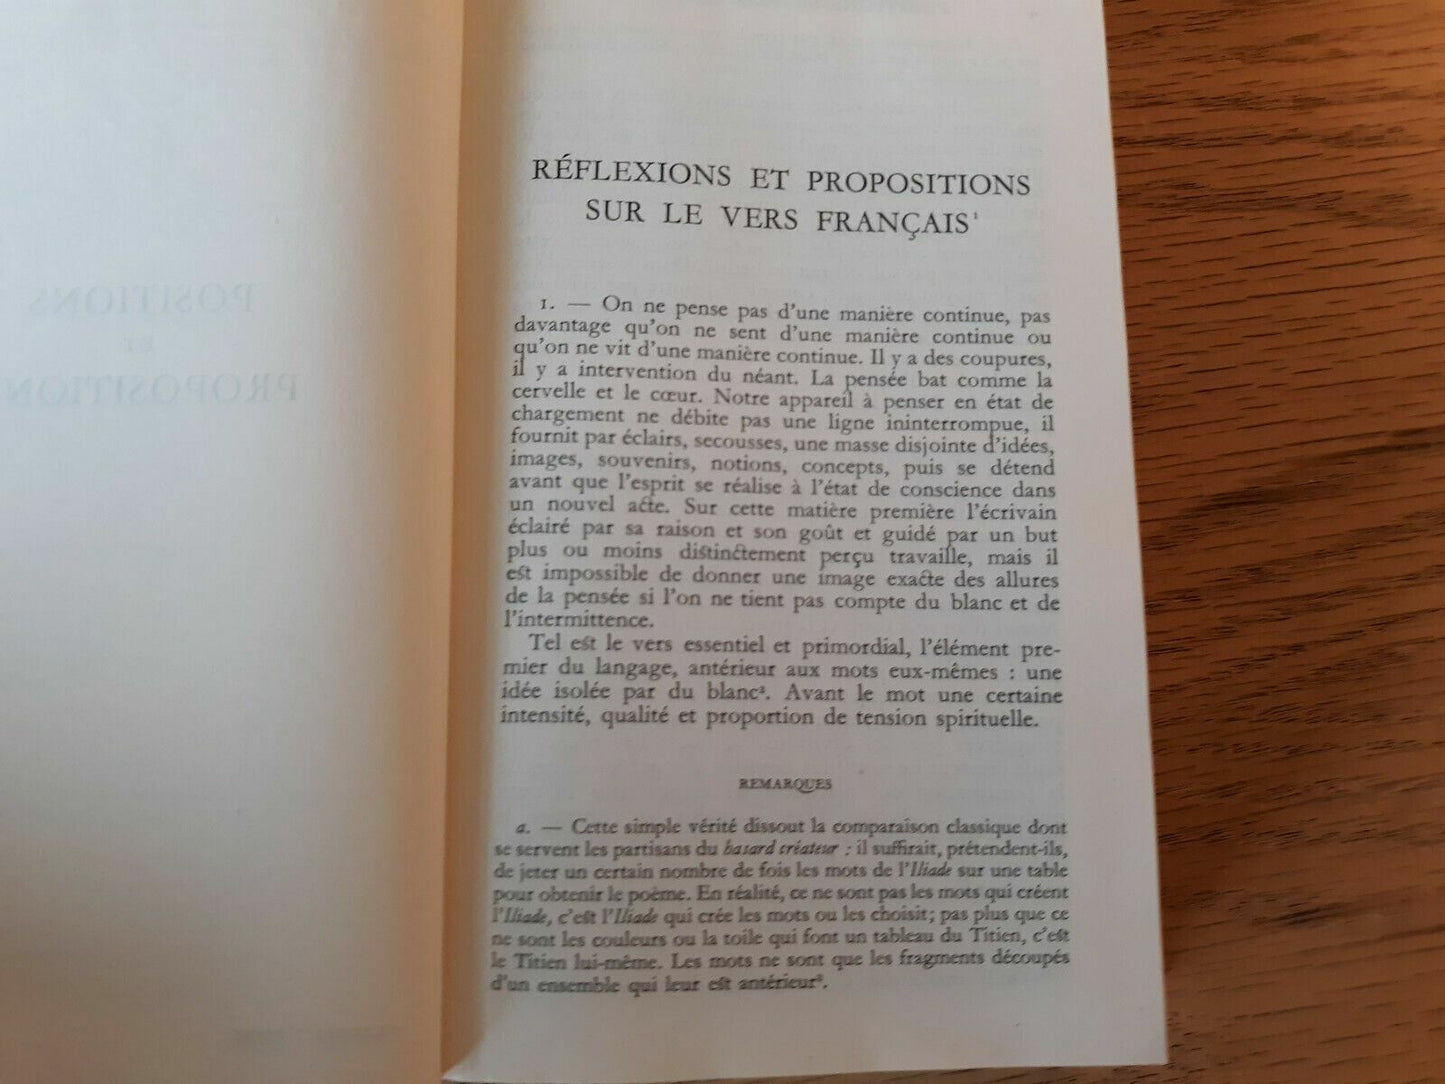 RÉFLEXIONS ET PROPOSITIONS
SUR LE VERS FRANÇAIS¹
1. — On ne pense pas d'une manière continue, pas
davantage qu'on ne sent d'une manière continue ou
qu'on ne vit d'une manière continue. Il y a des coupures,
il y a intervention du néant. La pensée bat comme la
cervelle et le cœur. Notre appareil à penser en état de
chargement ne débite pas une ligne ininterrompue, il
fournit par éclairs, secousses, une masse disjointe d'idées,
images, souvenirs, notions, concepts, puis se détend
avant que l'esprit se réalise à l'état de conscience dans
un nouvel acte. Sur cette matière première l'écrivain
éclairé par sa raison et son goût et guidé par un but
plus ou moins distinctement perçu travaille, mais il
est impossible de donner une image exacte des allures
de la pensée si l'on ne tient pas compte du blanc et de
l'intermittence.
Tel est le vers essentiel et primordial, l'élément pre-
mier du langage, antérieur aux mots eux-mêmes : une
idée isolée par du blancᵃ. Avant le mot une certaine
intensité, qualité et proportion de tension spirituelle.
REMARQUES
a. — Cette simple vérité dissout la comparaison classique dont
se servent les partisans du hasard créateur : il suffirait, prétendent-ils,
de jeter un certain nombre de fois les mots de l'Iliade sur une table
pour obtenir le poème. En réalité, ce ne sont pas les mots qui créent
l'Iliade, c'est l'Iliade qui crée les mots ou les choisit; pas plus que ce
ne sont les couleurs ou la toile qui font un tableau du Titien, c'est
le Titien lui-même. Les mots ne sont que les fragments découpés
d'un ensemble qui leur est antérieur².
POSITIONS
ET
PROPOSITION